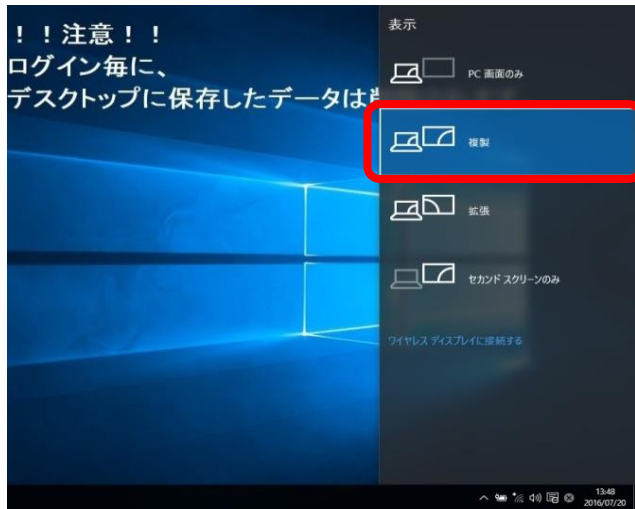 ！！注意！！
ログイン毎に、
デスクトップに保存したデータは
表示
PC 画面のみ
複製
拡張
セカンド スクリーンのみ
ワイヤレス ディスプレイに接続する
13:48
2016/07/20